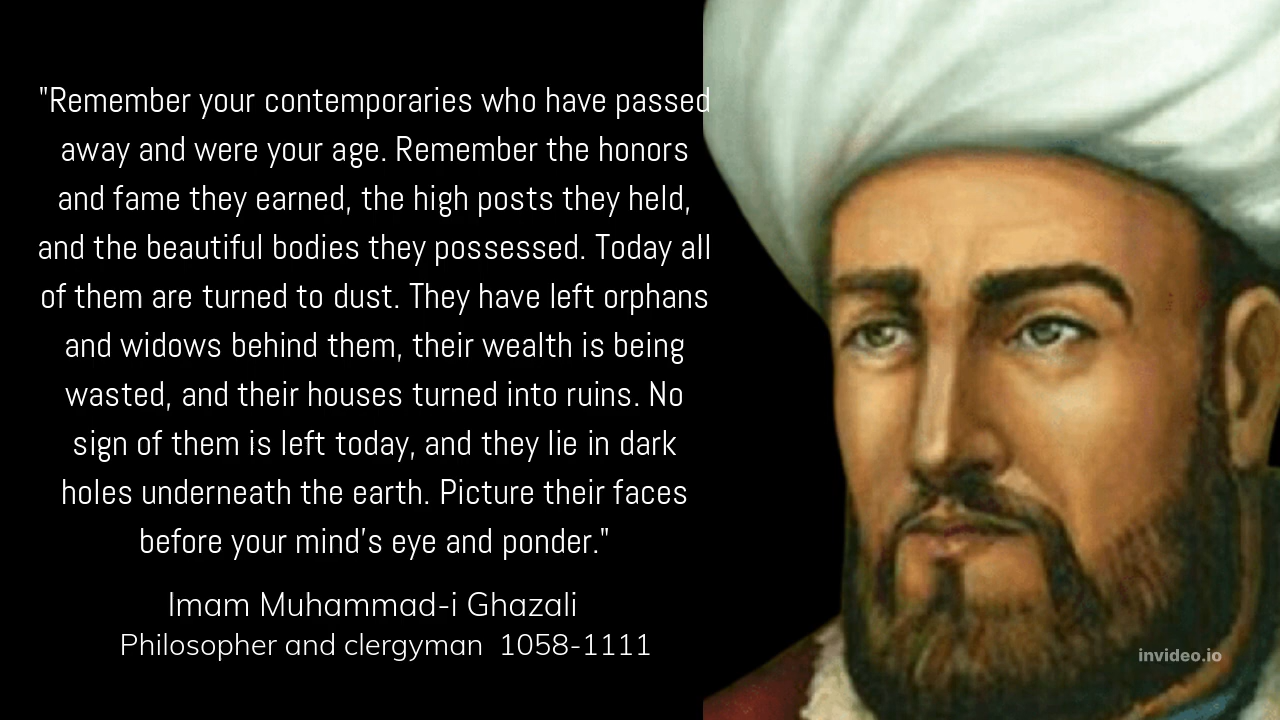 "Remember your contemporaries who have passed
away and were your age. Remember the honors
and fame they earned, the high posts they held,
and the beautiful bodies they possessed. Today all
of them are turned to dust. They have left orphans
and widows behind them, their wealth is being
wasted, and their houses turned into ruins. No
sign of them is left today, and they lie in dark
holes underneath the earth. Picture their faces
before your mind's eye and ponder."
Imam Muhammad-i Ghazali
Philosopher and clergyman 1058-1111
invideo.io